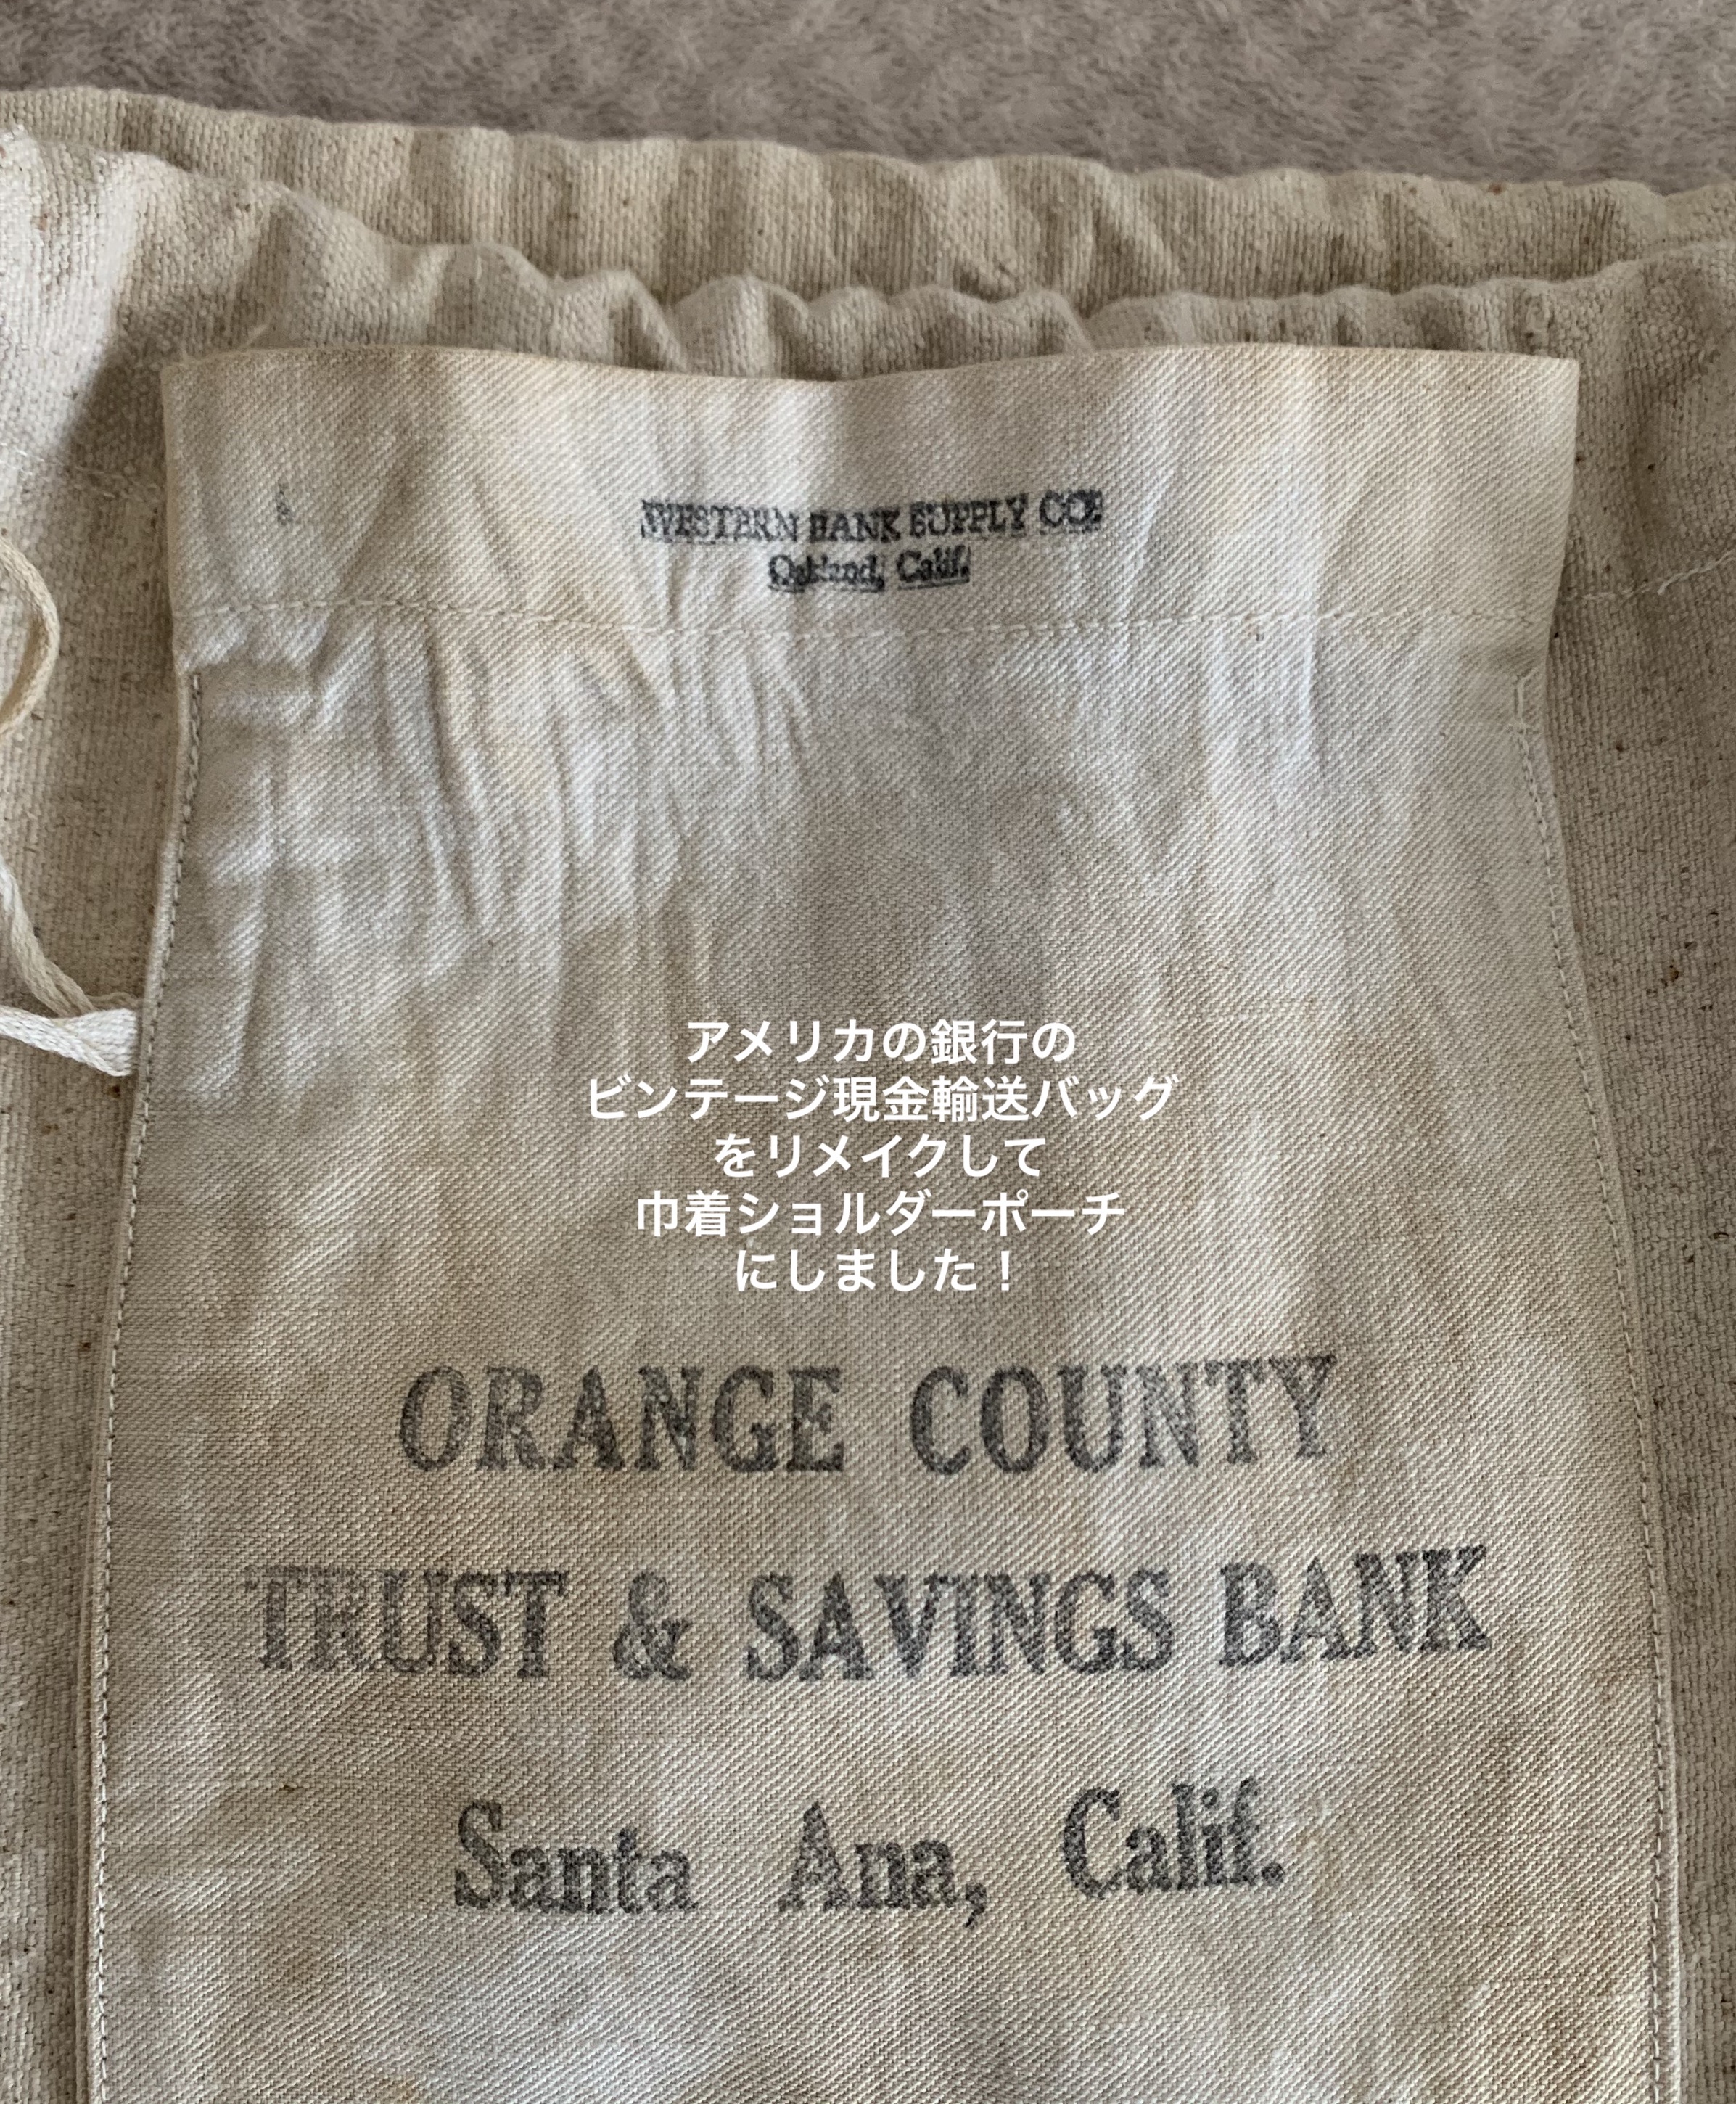 WESTERN BANK SUPPLY CO.
Oakland, Calif.
アメリカの銀行の
ビンテージ現金輸送バッグ
をリメイクして
巾着ショルダーポーチ
にしました！
ORANGE COUNTY
TRUST & SAVINGS BANK
Santa Ana, Calif.